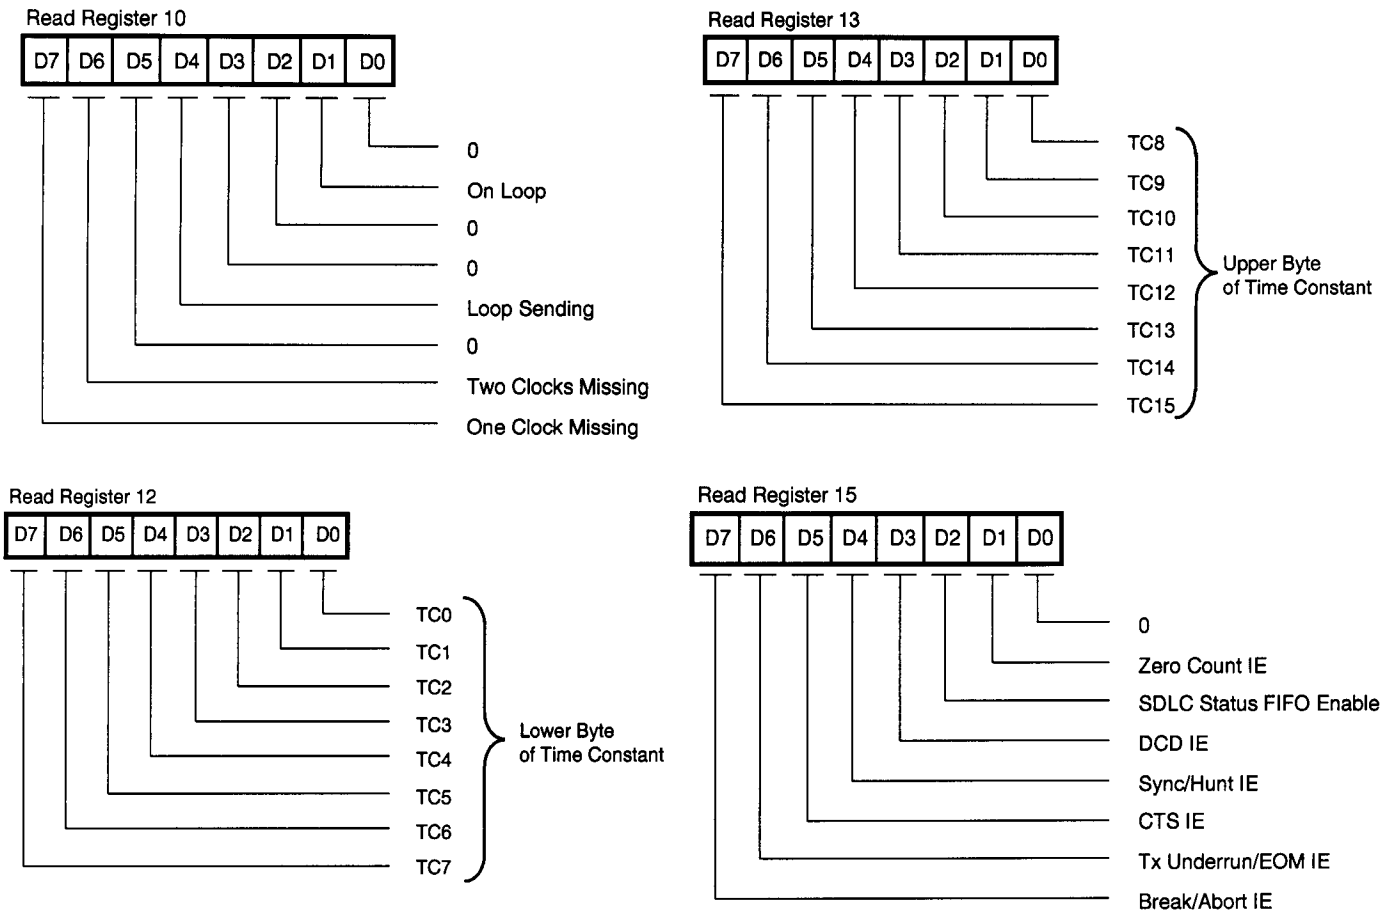 Read Register 10
D7 D6 D5 D4 D3 D2 D1 D0
0
On Loop
0
0
Loop Sending
0
Two Clocks Missing
One Clock Missing
Read Register 13
D7 D6 D5 D4 D3 D2 D1 D0
TC8
TC9
TC10
TC11
TC12
TC13
TC14
TC15
Upper Byte
of Time Constant
Read Register 12
D7 D6 D5 D4 D3 D2 D1 D0
TC0
TC1
TC2
TC3
TC4
TC5
TC6
TC7
Lower Byte
of Time Constant
Read Register 15
D7 D6 D5 D4 D3 D2 D1 D0
0
Zero Count IE
SDLC Status FIFO Enable
DCD IE
Sync/Hunt IE
CTS IE
Tx Underrun/EOM IE
Break/Abort IE